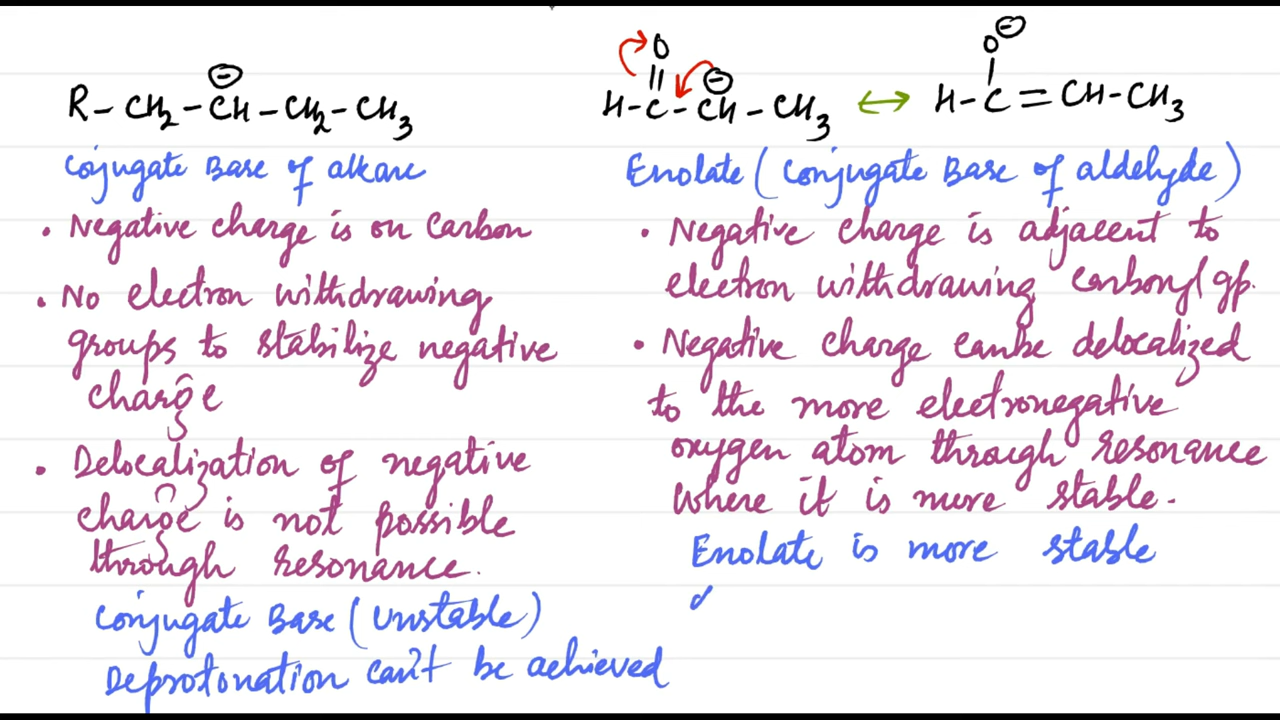 R-CH₂-CH-CH₂-CH₃
⊖
Conjugate Base of alkane
• Negative charge is on Carbon
• No electron withdrawing
groups to stabilize negative
charge
• Delocalization of negative
charge is not possible
through resonance.
Conjugate Base (Unstable)
Deprotonation can't be achieved
O
||
H-C-CH-CH₃ ↔ H-C=CH-CH₃
⊖
O⊖
Enolate (Conjugate Base of aldehyde)
• Negative charge is adjacent to
electron withdrawing carbonyl gp.
• Negative charge can be delocalized
to the more electronegative
oxygen atom through resonance
where it is more stable.
Enolate is more stable